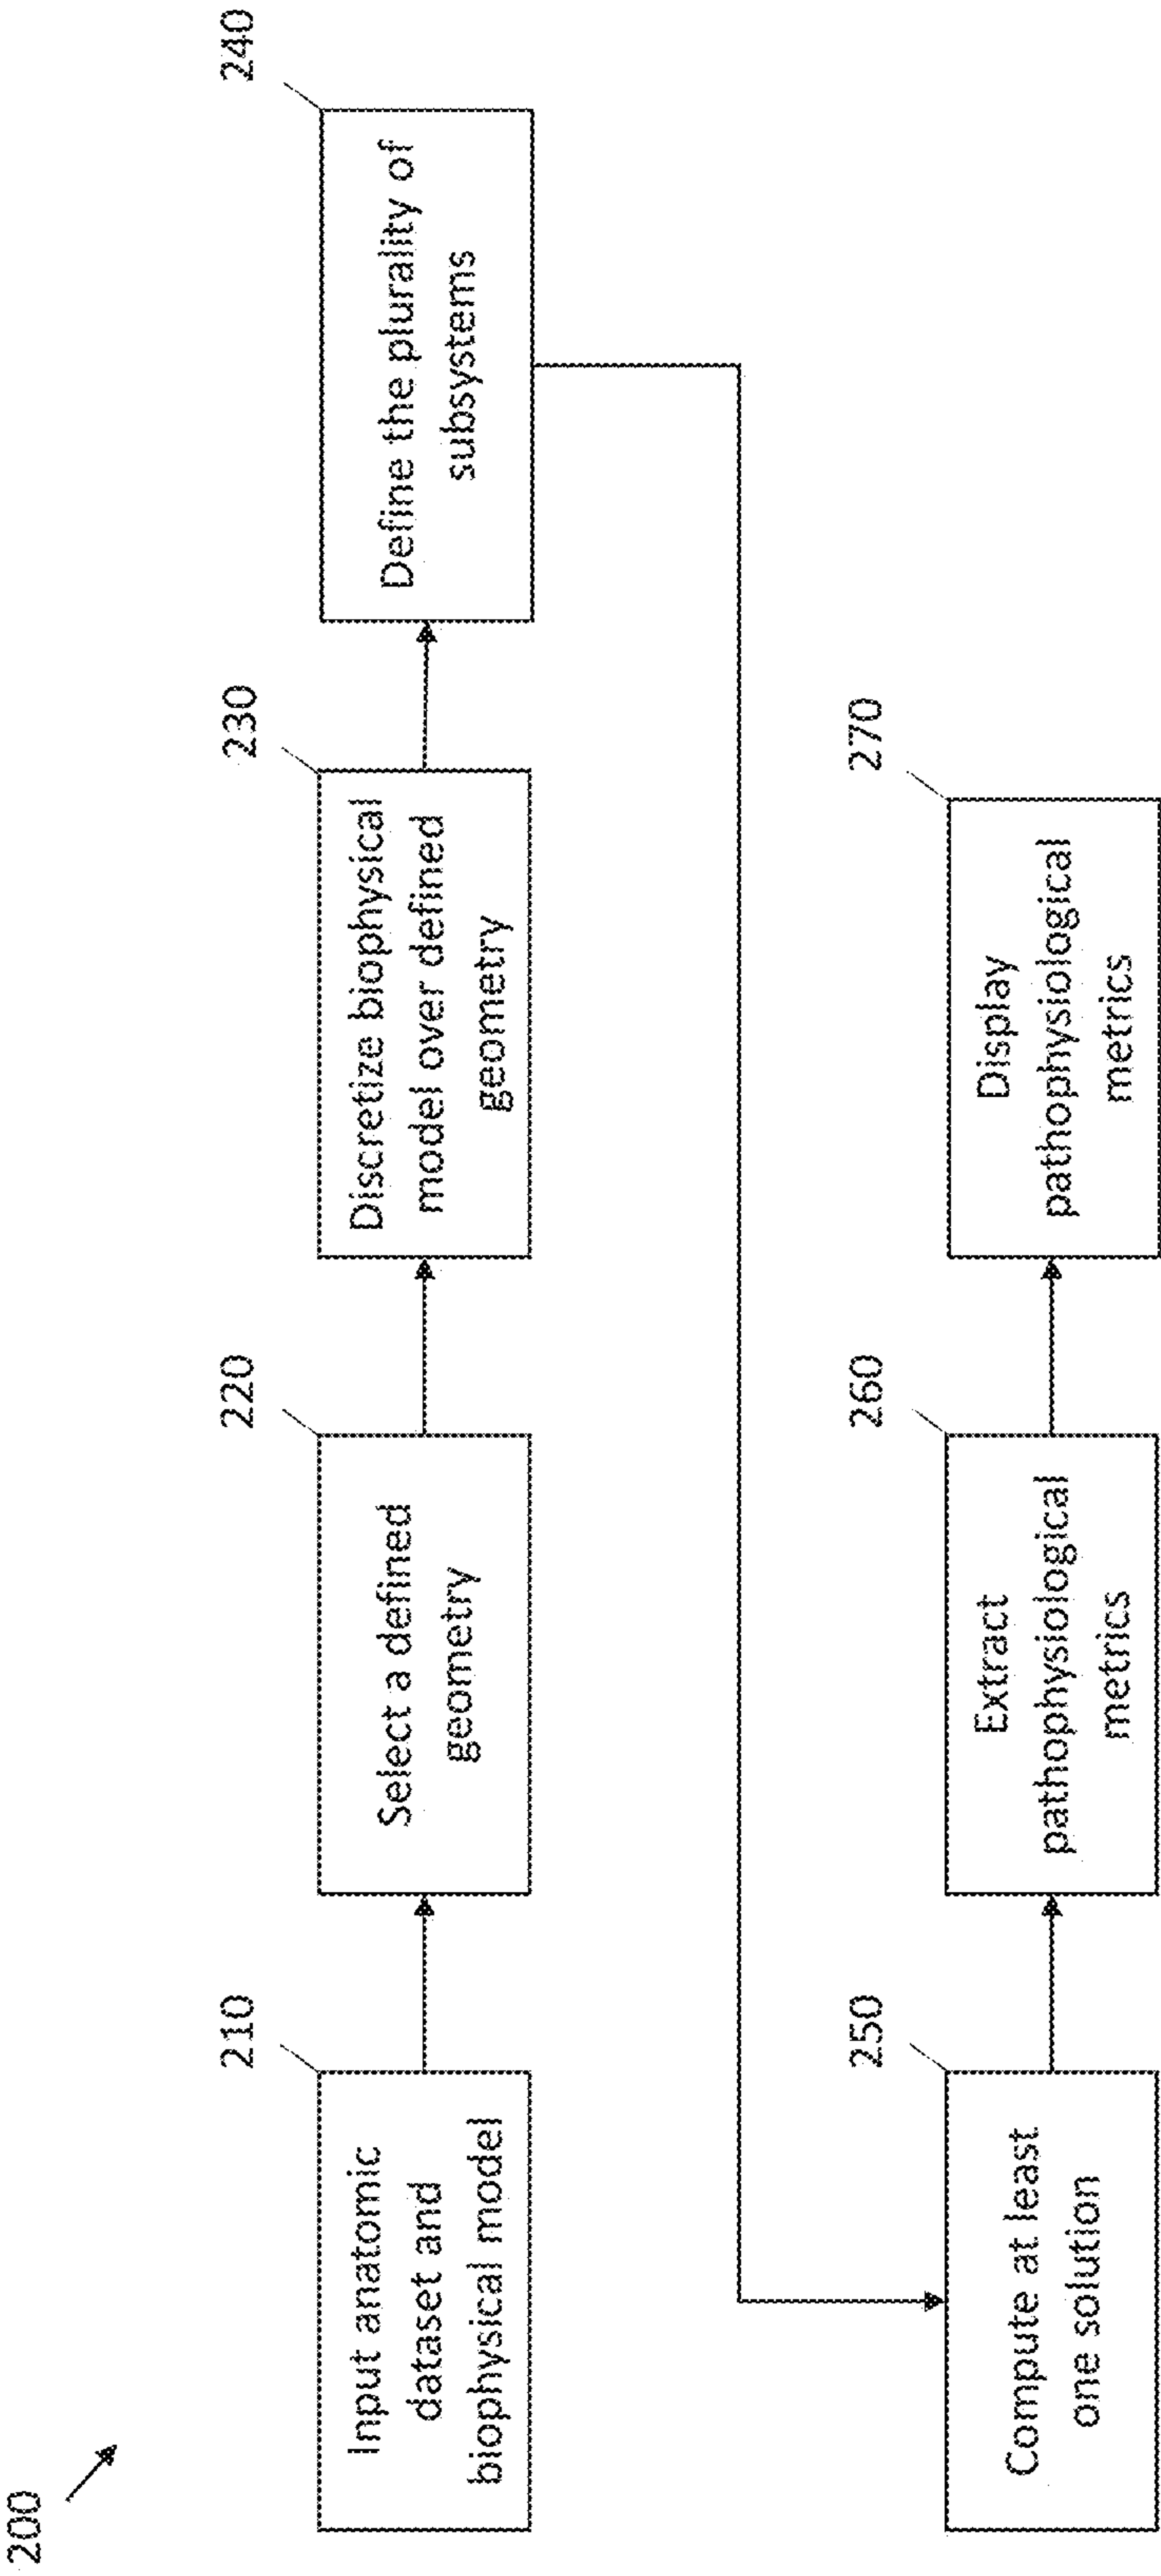 200
210
Input anatomic
dataset and
biophysical model
220
Select a defined
geometry
230
Discretize biophysical
model over defined
geometry
240
Define the plurality of
subsystems
250
Compute at least
one solution
260
Extract
pathophysiological
metrics
270
Display
pathophysiological
metrics